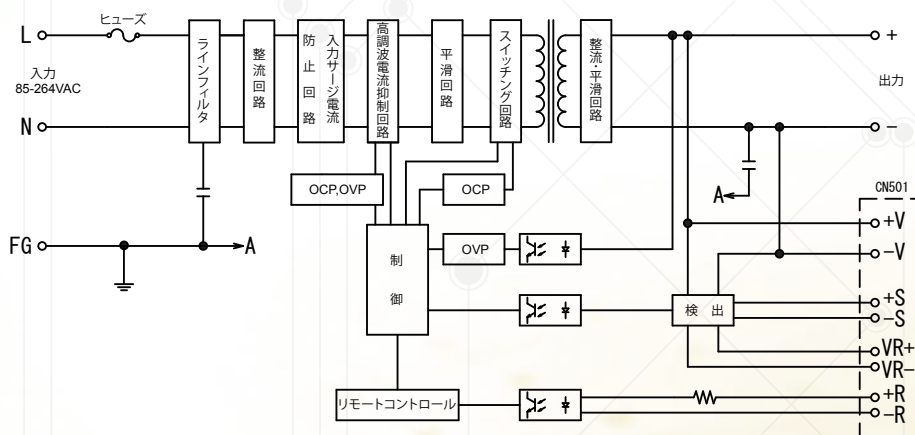 ヒューズ
L
入力
85-264VAC
N
ラインフィルタ
整流回路
入力サージ電流
防止回路
高調波電流抑制回路
平滑回路
スイッチング回路
整流・平滑回路
+
出力
-
A
CN501
OCP,OVP
OCP
FG
A
制御
OVP
検出
+V
-V
+S
-S
VR+
VR-
リモートコントロール
+R
-R